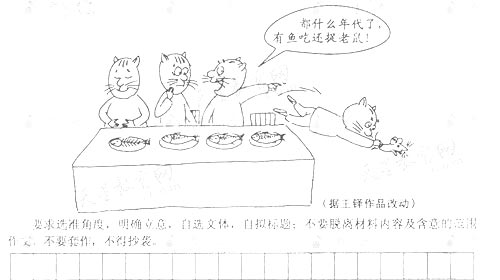 都什么年代了，
有鱼吃还捉老鼠！
（据王铎作品改动）
要求选准角度，明确立意，自选文体，自拟标题；不要脱离材料内容及含意的范围
作文，不要套作，不得抄袭。